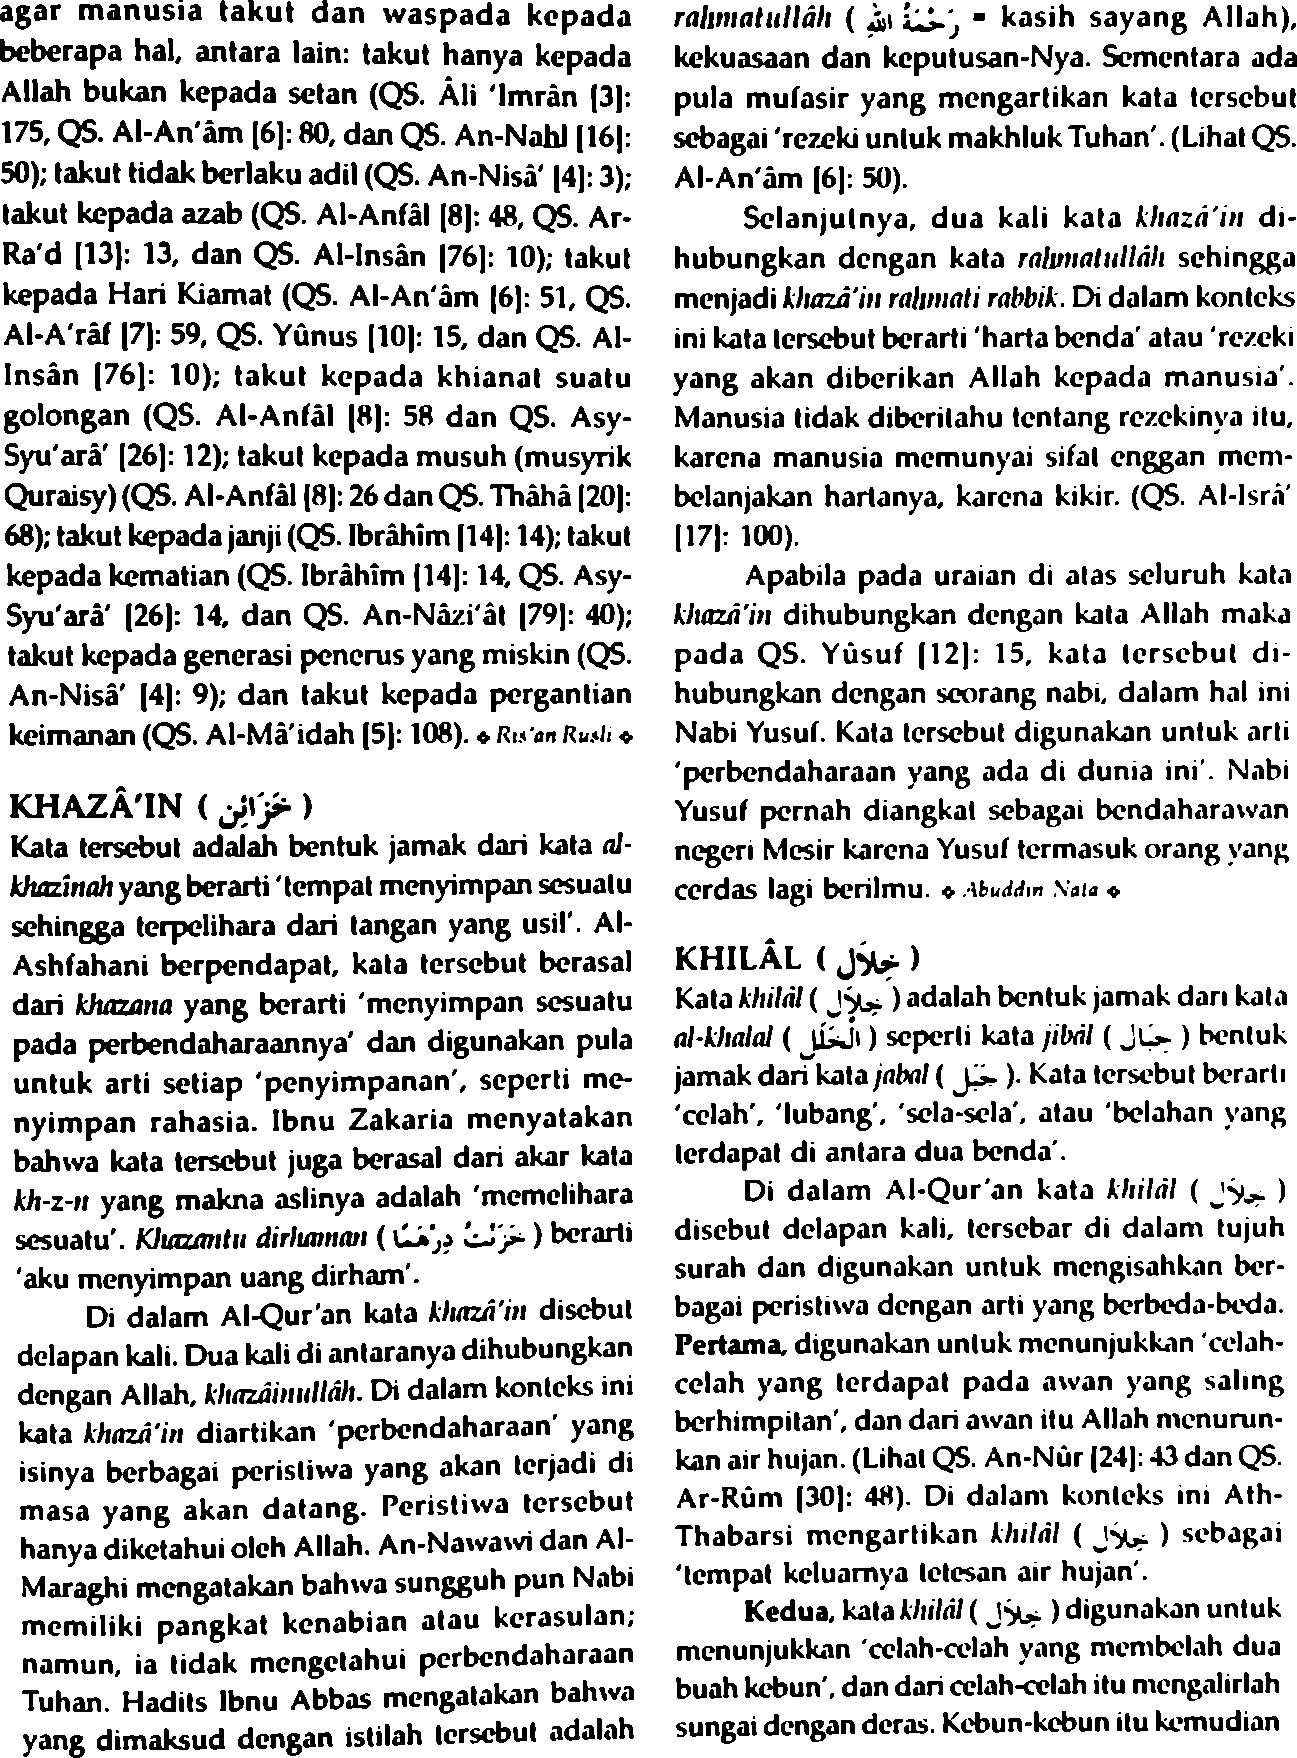 agar manusia takut dan waspada kepada
beberapa hal, antara lain: takut hanya kepada
Allah bukan kepada setan (QS. Âli 'Imrân [3]:
175, QS. Al-An'âm [6]: 80, dan QS. An-Nahl [16]:
50); takut tidak berlaku adil (QS. An-Nisâ' [4]: 3);
takut kepada azab (QS. Al-Anfâl [8]: 48, QS. Ar-
Ra'd [13]: 13, dan QS. Al-Insân [76]: 10); takut
kepada Hari Kiamat (QS. Al-An'âm [6]: 51, QS.
Al-A'râf [7]: 59, QS. Yûnus [10]: 15, dan QS. Al-
Insân [76]: 10); takut kepada khianat suatu
golongan (QS. Al-Anfâl [8]: 58 dan QS. Asy-
Syu'arâ' [26]: 12); takut kepada musuh (musyrik
Quraisy) (QS. Al-Anfâl [8]: 26 dan QS. Thâhâ [20]:
68); takut kepada janji (QS. Ibrâhîm [14]: 14); takut
kepada kematian (QS. Ibrâhîm [14]: 14, QS. Asy-
Syu'arâ' [26]: 14, dan QS. An-Nâzi'ât [79]: 40);
takut kepada generasi penerus yang miskin (QS.
An-Nisâ' [4]: 9); dan takut kepada pergantian
keimanan (QS. Al-Mâ'idah [5]: 108). ❖ Ris'an Rusli ❖
KHAZÂ'IN ( خَزَائِن )
Kata tersebut adalah bentuk jamak dari kata al-
khazînah yang berarti 'tempat menyimpan sesuatu
sehingga terpelihara dari tangan yang usil'. Al-
Ashfahani berpendapat, kata tersebut berasal
dari khazana yang berarti 'menyimpan sesuatu
pada perbendaharaannya' dan digunakan pula
untuk arti setiap 'penyimpanan', seperti me-
nyimpan rahasia. Ibnu Zakaria menyatakan
bahwa kata tersebut juga berasal dari akar kata
kh-z-n yang makna aslinya adalah 'memelihara
sesuatu'. Khazantu dirhaman ( خَزَنْتُ دِرْهَمًا ) berarti
'aku menyimpan uang dirham'.
Di dalam Al-Qur'an kata khazâ'in disebut
delapan kali. Dua kali di antaranya dihubungkan
dengan Allah, khazâinullâh. Di dalam konteks ini
kata khazâ'in diartikan 'perbendaharaan' yang
isinya berbagai peristiwa yang akan terjadi di
masa yang akan datang. Peristiwa tersebut
hanya diketahui oleh Allah. An-Nawawi dan Al-
Maraghi mengatakan bahwa sungguh pun Nabi
memiliki pangkat kenabian atau kerasulan;
namun, ia tidak mengetahui perbendaharaan
Tuhan. Hadits Ibnu Abbas mengatakan bahwa
yang dimaksud dengan istilah tersebut adalah
rahmatullâh ( رَحْمَةُ اللهِ = kasih sayang Allah),
kekuasaan dan keputusan-Nya. Sementara ada
pula mufasir yang mengartikan kata tersebut
sebagai 'rezeki untuk makhluk Tuhan'. (Lihat QS.
Al-An'âm [6]: 50).
Selanjutnya, dua kali kata khazâ'in di-
hubungkan dengan kata rahmatullâh sehingga
menjadi khazâ'in rahmati rabbik. Di dalam konteks
ini kata tersebut berarti 'harta benda' atau 'rezeki
yang akan diberikan Allah kepada manusia'.
Manusia tidak diberitahu tentang rezekinya itu,
karena manusia memunyai sifat enggan mem-
belanjakan hartanya, karena kikir. (QS. Al-Isrâ'
[17]: 100).
Apabila pada uraian di atas seluruh kata
khazâ'in dihubungkan dengan kata Allah maka
pada QS. Yûsuf [12]: 15, kata tersebut di-
hubungkan dengan seorang nabi, dalam hal ini
Nabi Yusuf. Kata tersebut digunakan untuk arti
'perbendaharaan yang ada di dunia ini'. Nabi
Yusuf pernah diangkat sebagai bendaharawan
negeri Mesir karena Yusuf termasuk orang yang
cerdas lagi berilmu. ❖ Abuddin Nata ❖
KHILÂL ( خِلَال )
Kata khilâl ( خِلَال ) adalah bentuk jamak dari kata
al-khalal ( الْخَلَل ) seperti kata jibâl ( جِبَال ) bentuk
jamak dari kata jabal ( جَبَل ). Kata tersebut berarti
'celah', 'lubang', 'sela-sela', atau 'belahan yang
terdapat di antara dua benda'.
Di dalam Al-Qur'an kata khilâl ( خِلَال )
disebut delapan kali, tersebar di dalam tujuh
surah dan digunakan untuk mengisahkan ber-
bagai peristiwa dengan arti yang berbeda-beda.
Pertama, digunakan untuk menunjukkan 'celah-
celah yang terdapat pada awan yang saling
berhimpitan', dan dari awan itu Allah menurun-
kan air hujan. (Lihat QS. An-Nûr [24]: 43 dan QS.
Ar-Rûm [30]: 48). Di dalam konteks ini Ath-
Thabarsi mengartikan khilâl ( خِلَال ) sebagai
'tempat keluarnya tetesan air hujan'.
Kedua, kata khilâl ( خِلَال ) digunakan untuk
menunjukkan 'celah-celah yang membelah dua
buah kebun', dan dari celah-celah itu mengalirlah
sungai dengan deras. Kebun-kebun itu kemudian